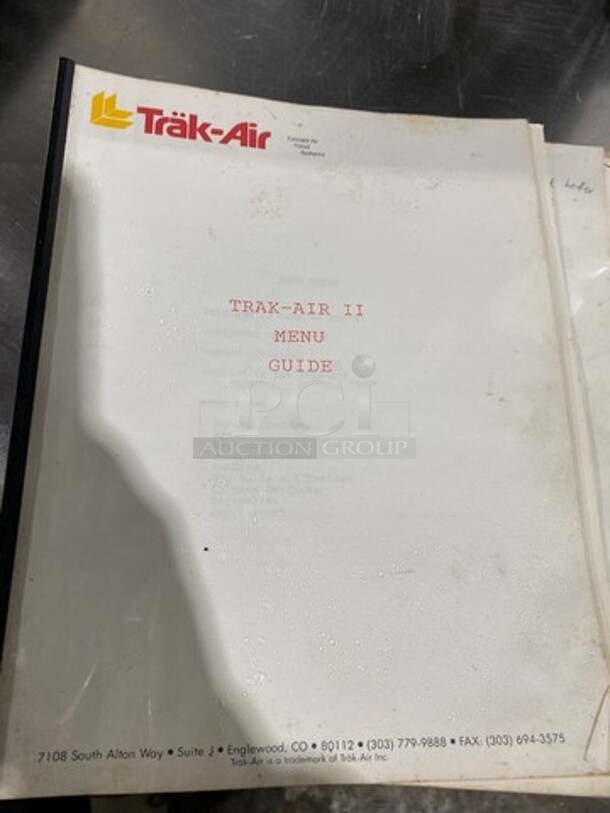 Träk-Air
Forced Air
Food
Systems
TRAK-AIR II
MENU
GUIDE
PCi
AUCTION GROUP
7108 South Alton Way • Suite J • Englewood, CO • 80112 • (303) 779-9888 • FAX: (303) 694-3575
Träk-Air is a trademark of Träk-Air Inc.